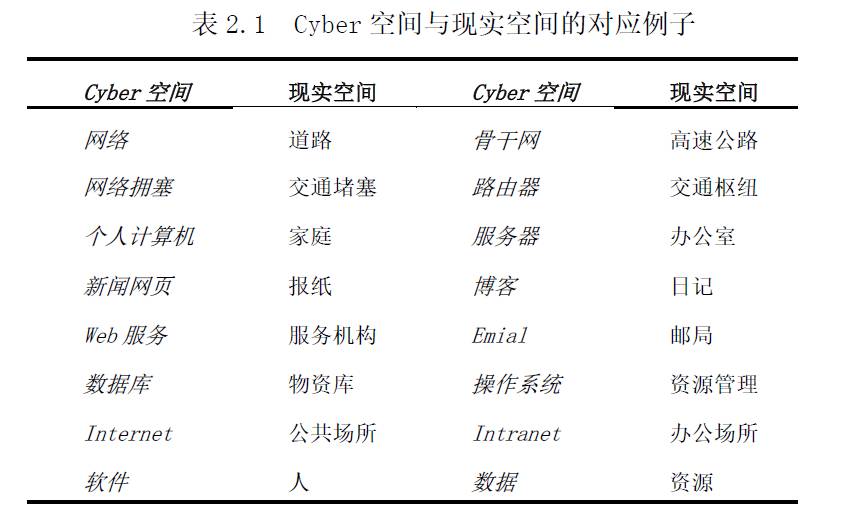 表 2.1 Cyber 空间与现实空间的对应例子
Cyber 空间 现实空间 Cyber 空间 现实空间
网络 道路 骨干网 高速公路
网络拥塞 交通堵塞 路由器 交通枢纽
个人计算机 家庭 服务器 办公室
新闻网页 报纸 博客 日记
Web 服务 服务机构 Emial 邮局
数据库 物资库 操作系统 资源管理
Internet 公共场所 Intranet 办公场所
软件 人 数据 资源